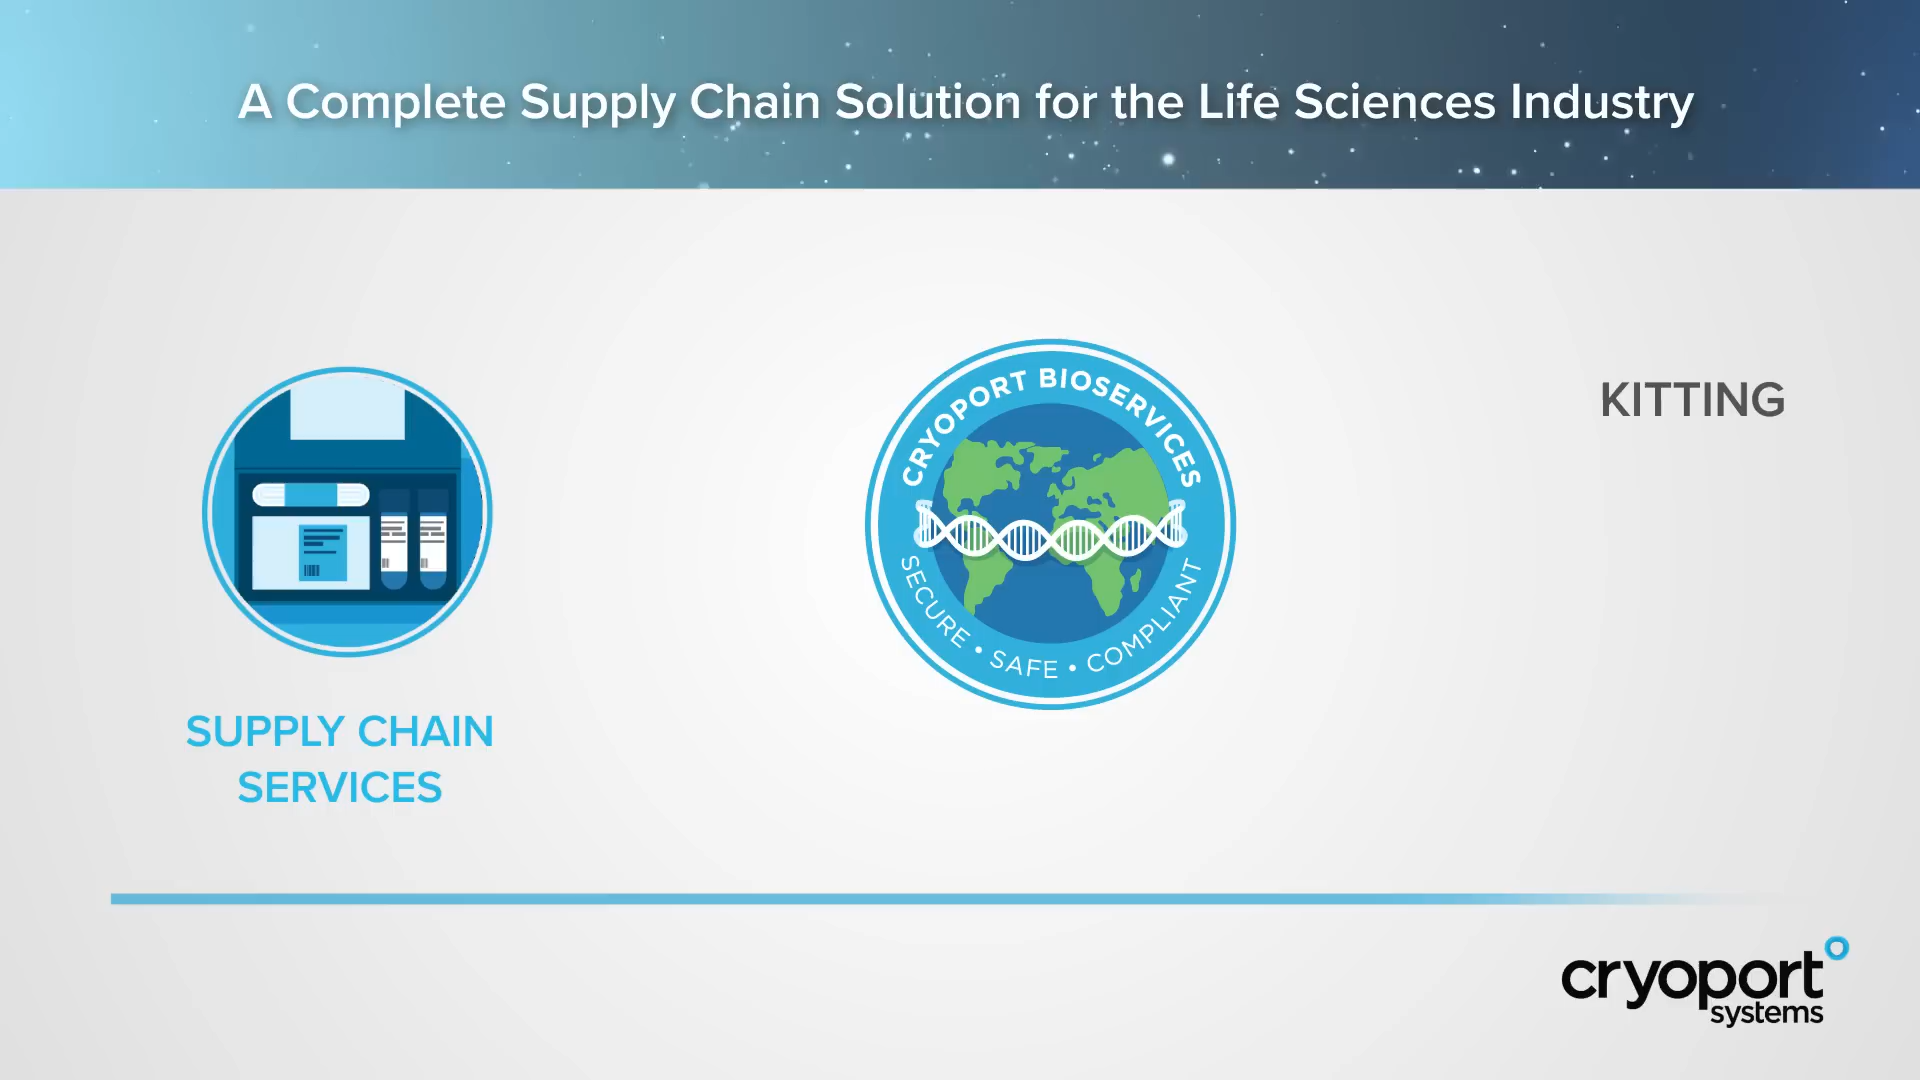 A Complete Supply Chain Solution for the Life Sciences Industry
CRYOPORT BIOSERVICES
SECURE • SAFE • COMPLIANT
KITTING
SUPPLY CHAIN
SERVICES
cryoport
systems